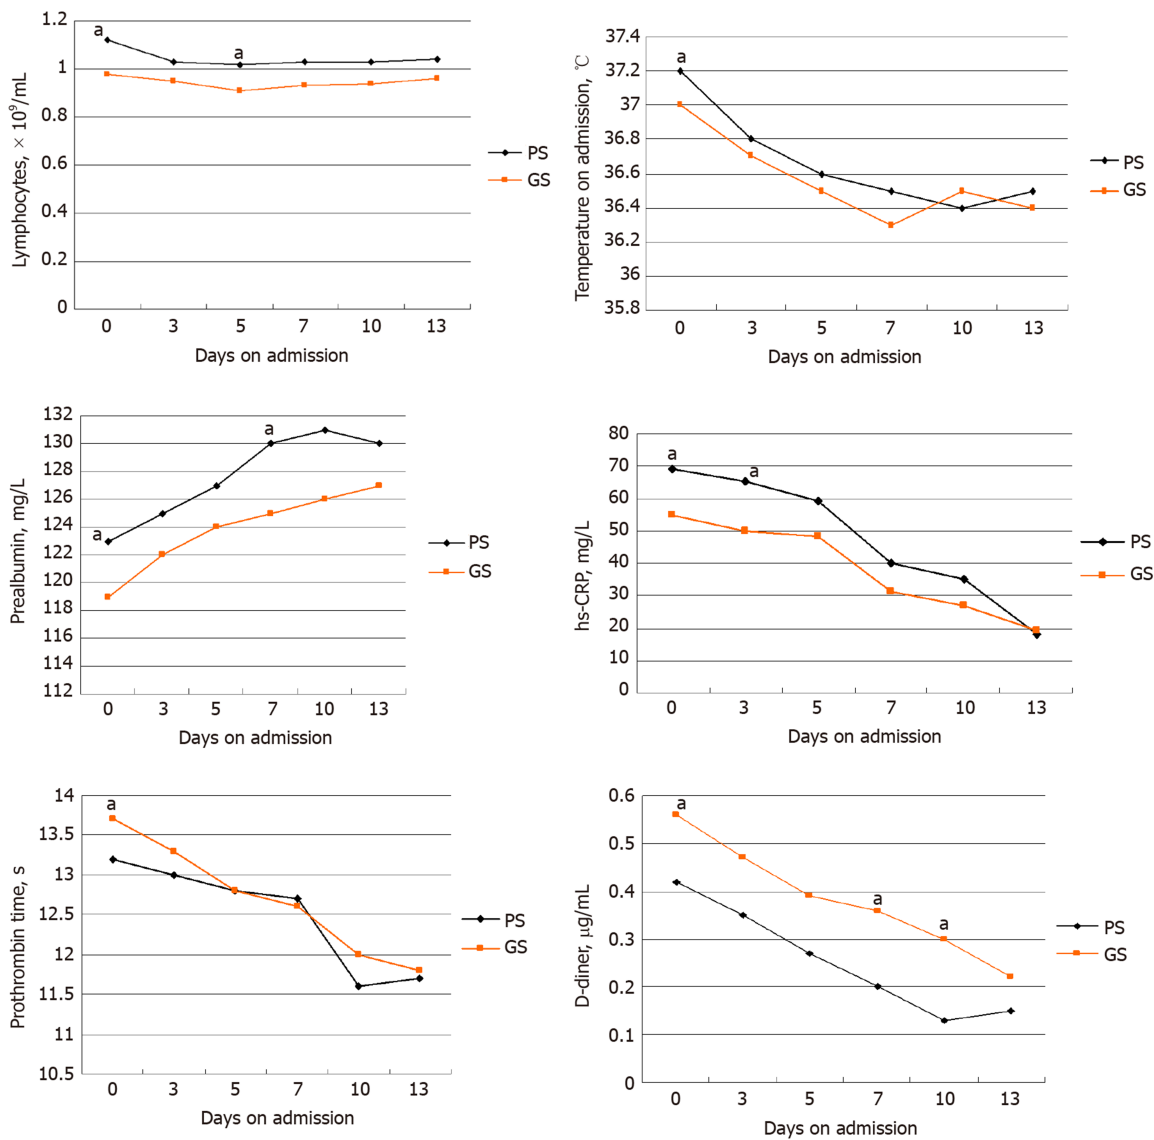 1.2
1
0.8
0.6
0.4
0.2
0
Lymphocytes, × 10⁹/mL
a
a
PS
GS
0 3 5 7 10 13
Days on admission
37.4
37.2
37
36.8
36.6
36.4
36.2
36
35.8
Temperature on admission, ℃
a
PS
GS
0 3 5 7 10 13
Days on admission
132
130
128
126
124
122
120
118
116
114
112
Prealbumin, mg/L
a
a
PS
GS
0 3 5 7 10 13
Days on admission
80
70
60
50
40
30
20
10
0
hs-CRP, mg/L
a
a
PS
GS
0 3 5 7 10 13
Days on admission
14
13.5
13
12.5
12
11.5
11
10.5
Prothrombin time, s
a
PS
GS
0 3 5 7 10 13
Days on admission
0.6
0.5
0.4
0.3
0.2
0.1
0
D-diner, μg/mL
a
a
a
PS
GS
0 3 5 7 10 13
Days on admission